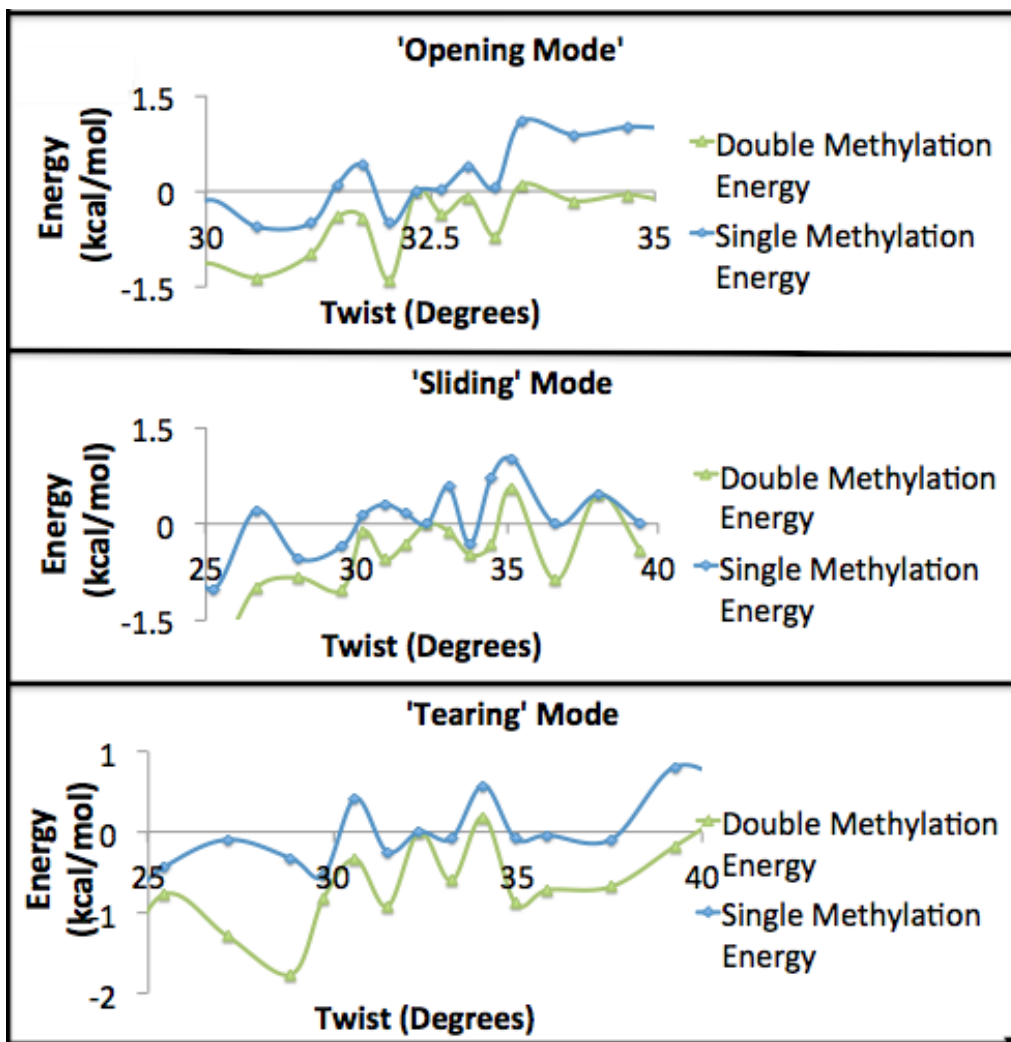 'Opening Mode'
1.5
0
-1.5
Energy
(kcal/mol)
30
32.5
35
Twist (Degrees)
Double Methylation
Energy
Single Methylation
Energy
'Sliding' Mode
1.5
0
-1.5
Energy
(kcal/mol)
25
30
35
40
Twist (Degrees)
Double Methylation
Energy
Single Methylation
Energy
'Tearing' Mode
1
0
-1
-2
Energy
(kcal/mol)
25
30
35
40
Twist (Degrees)
Double Methylation
Energy
Single Methylation
Energy